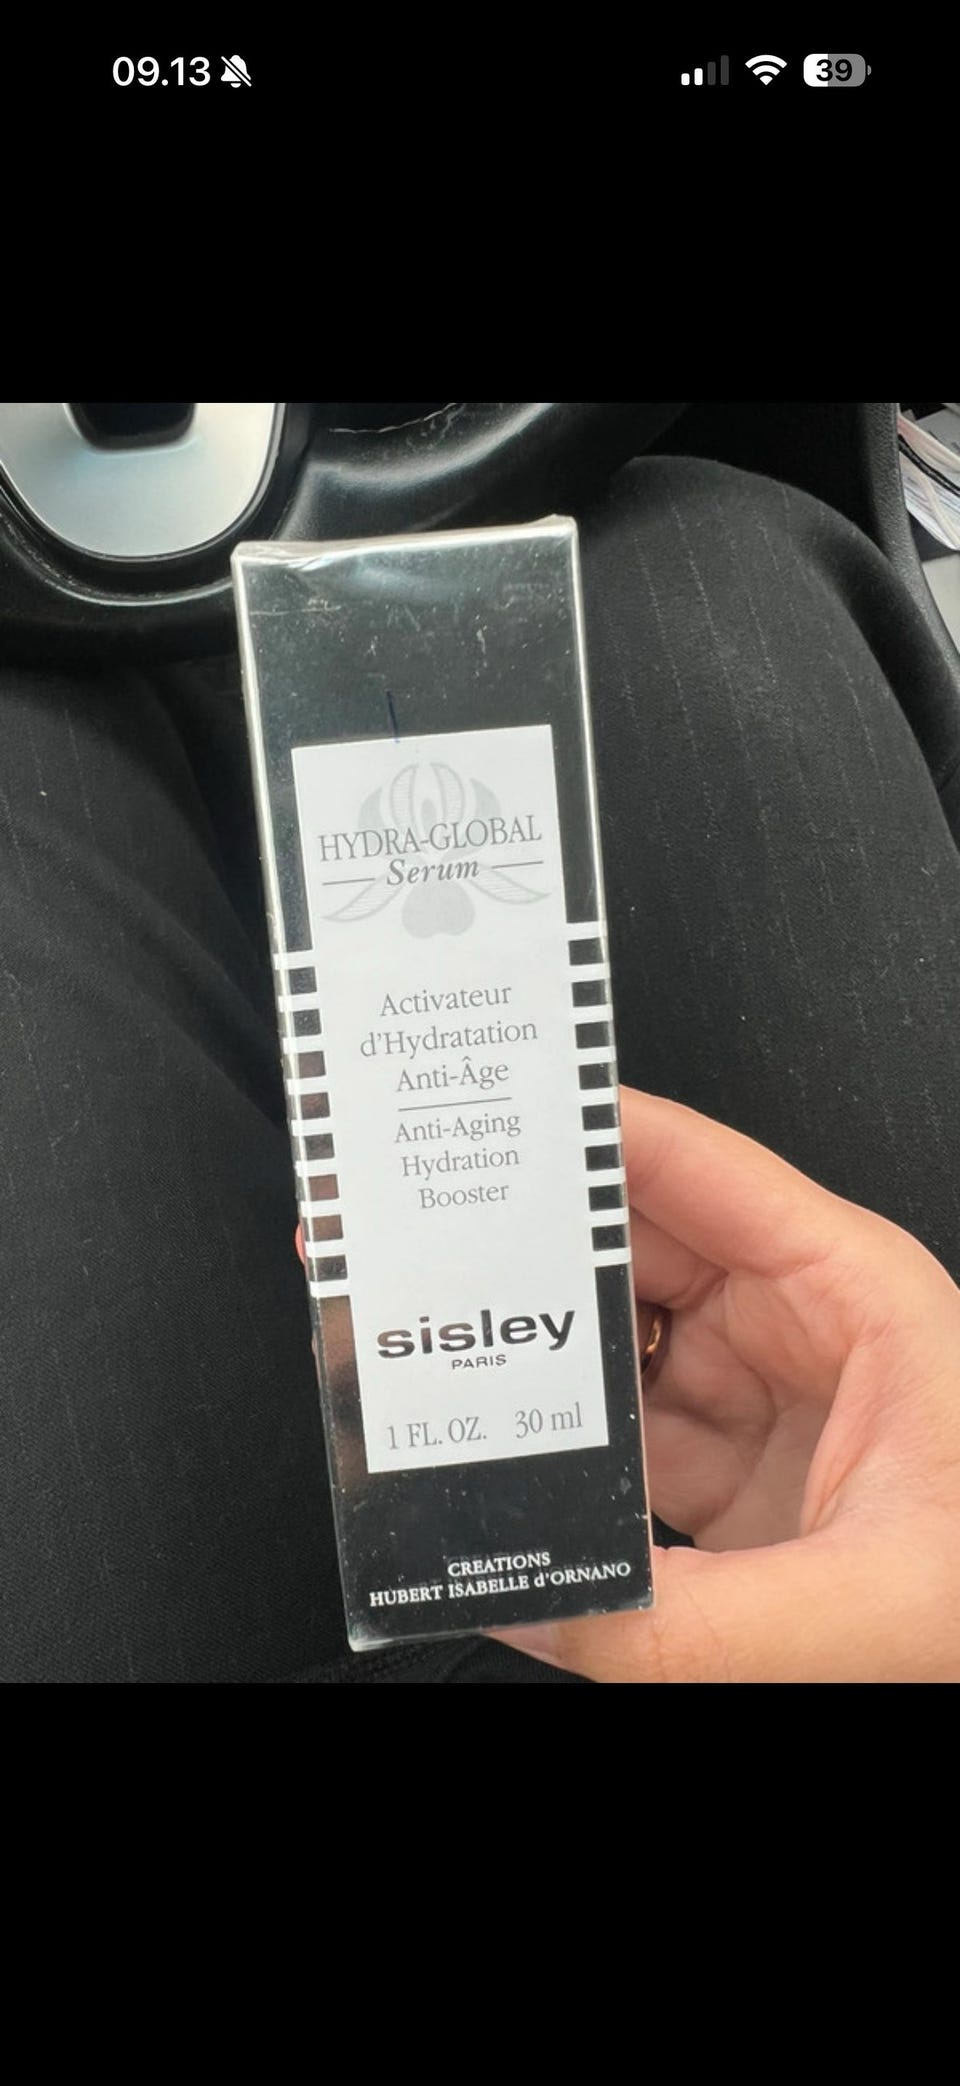 09.13
39
HYDRA-GLOBAL
Serum
Activateur
d'Hydratation
Anti-Âge
Anti-Aging
Hydration
Booster
sisley
PARIS
1 FL. OZ. 30 ml
CREATIONS
HUBERT ISABELLE d'ORNANO